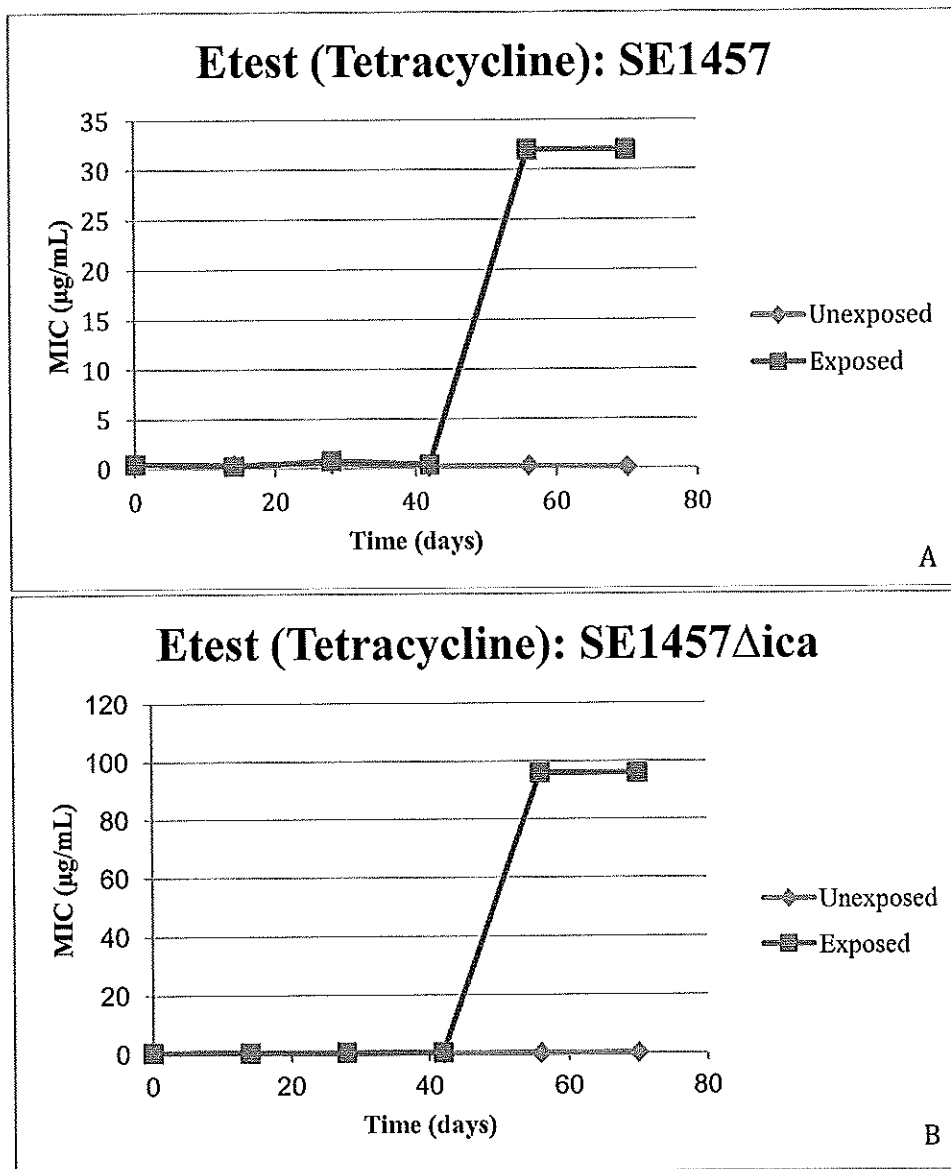 Etest (Tetracycline): SE1457
35
30
25
20
15
10
5
0
MIC (µg/mL)
0 20 40 60 80
Time (days)
Unexposed
Exposed
A
Etest (Tetracycline): SE1457Δica
120
100
80
60
40
20
0
MIC (µg/mL)
0 20 40 60 80
Time (days)
Unexposed
Exposed
B